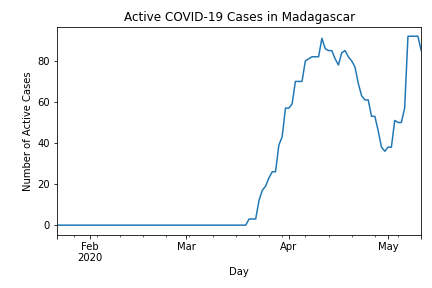 Active COVID-19 Cases in Madagascar
Number of Active Cases
80
60
40
20
0
Feb
2020
Mar
Apr
May
Day